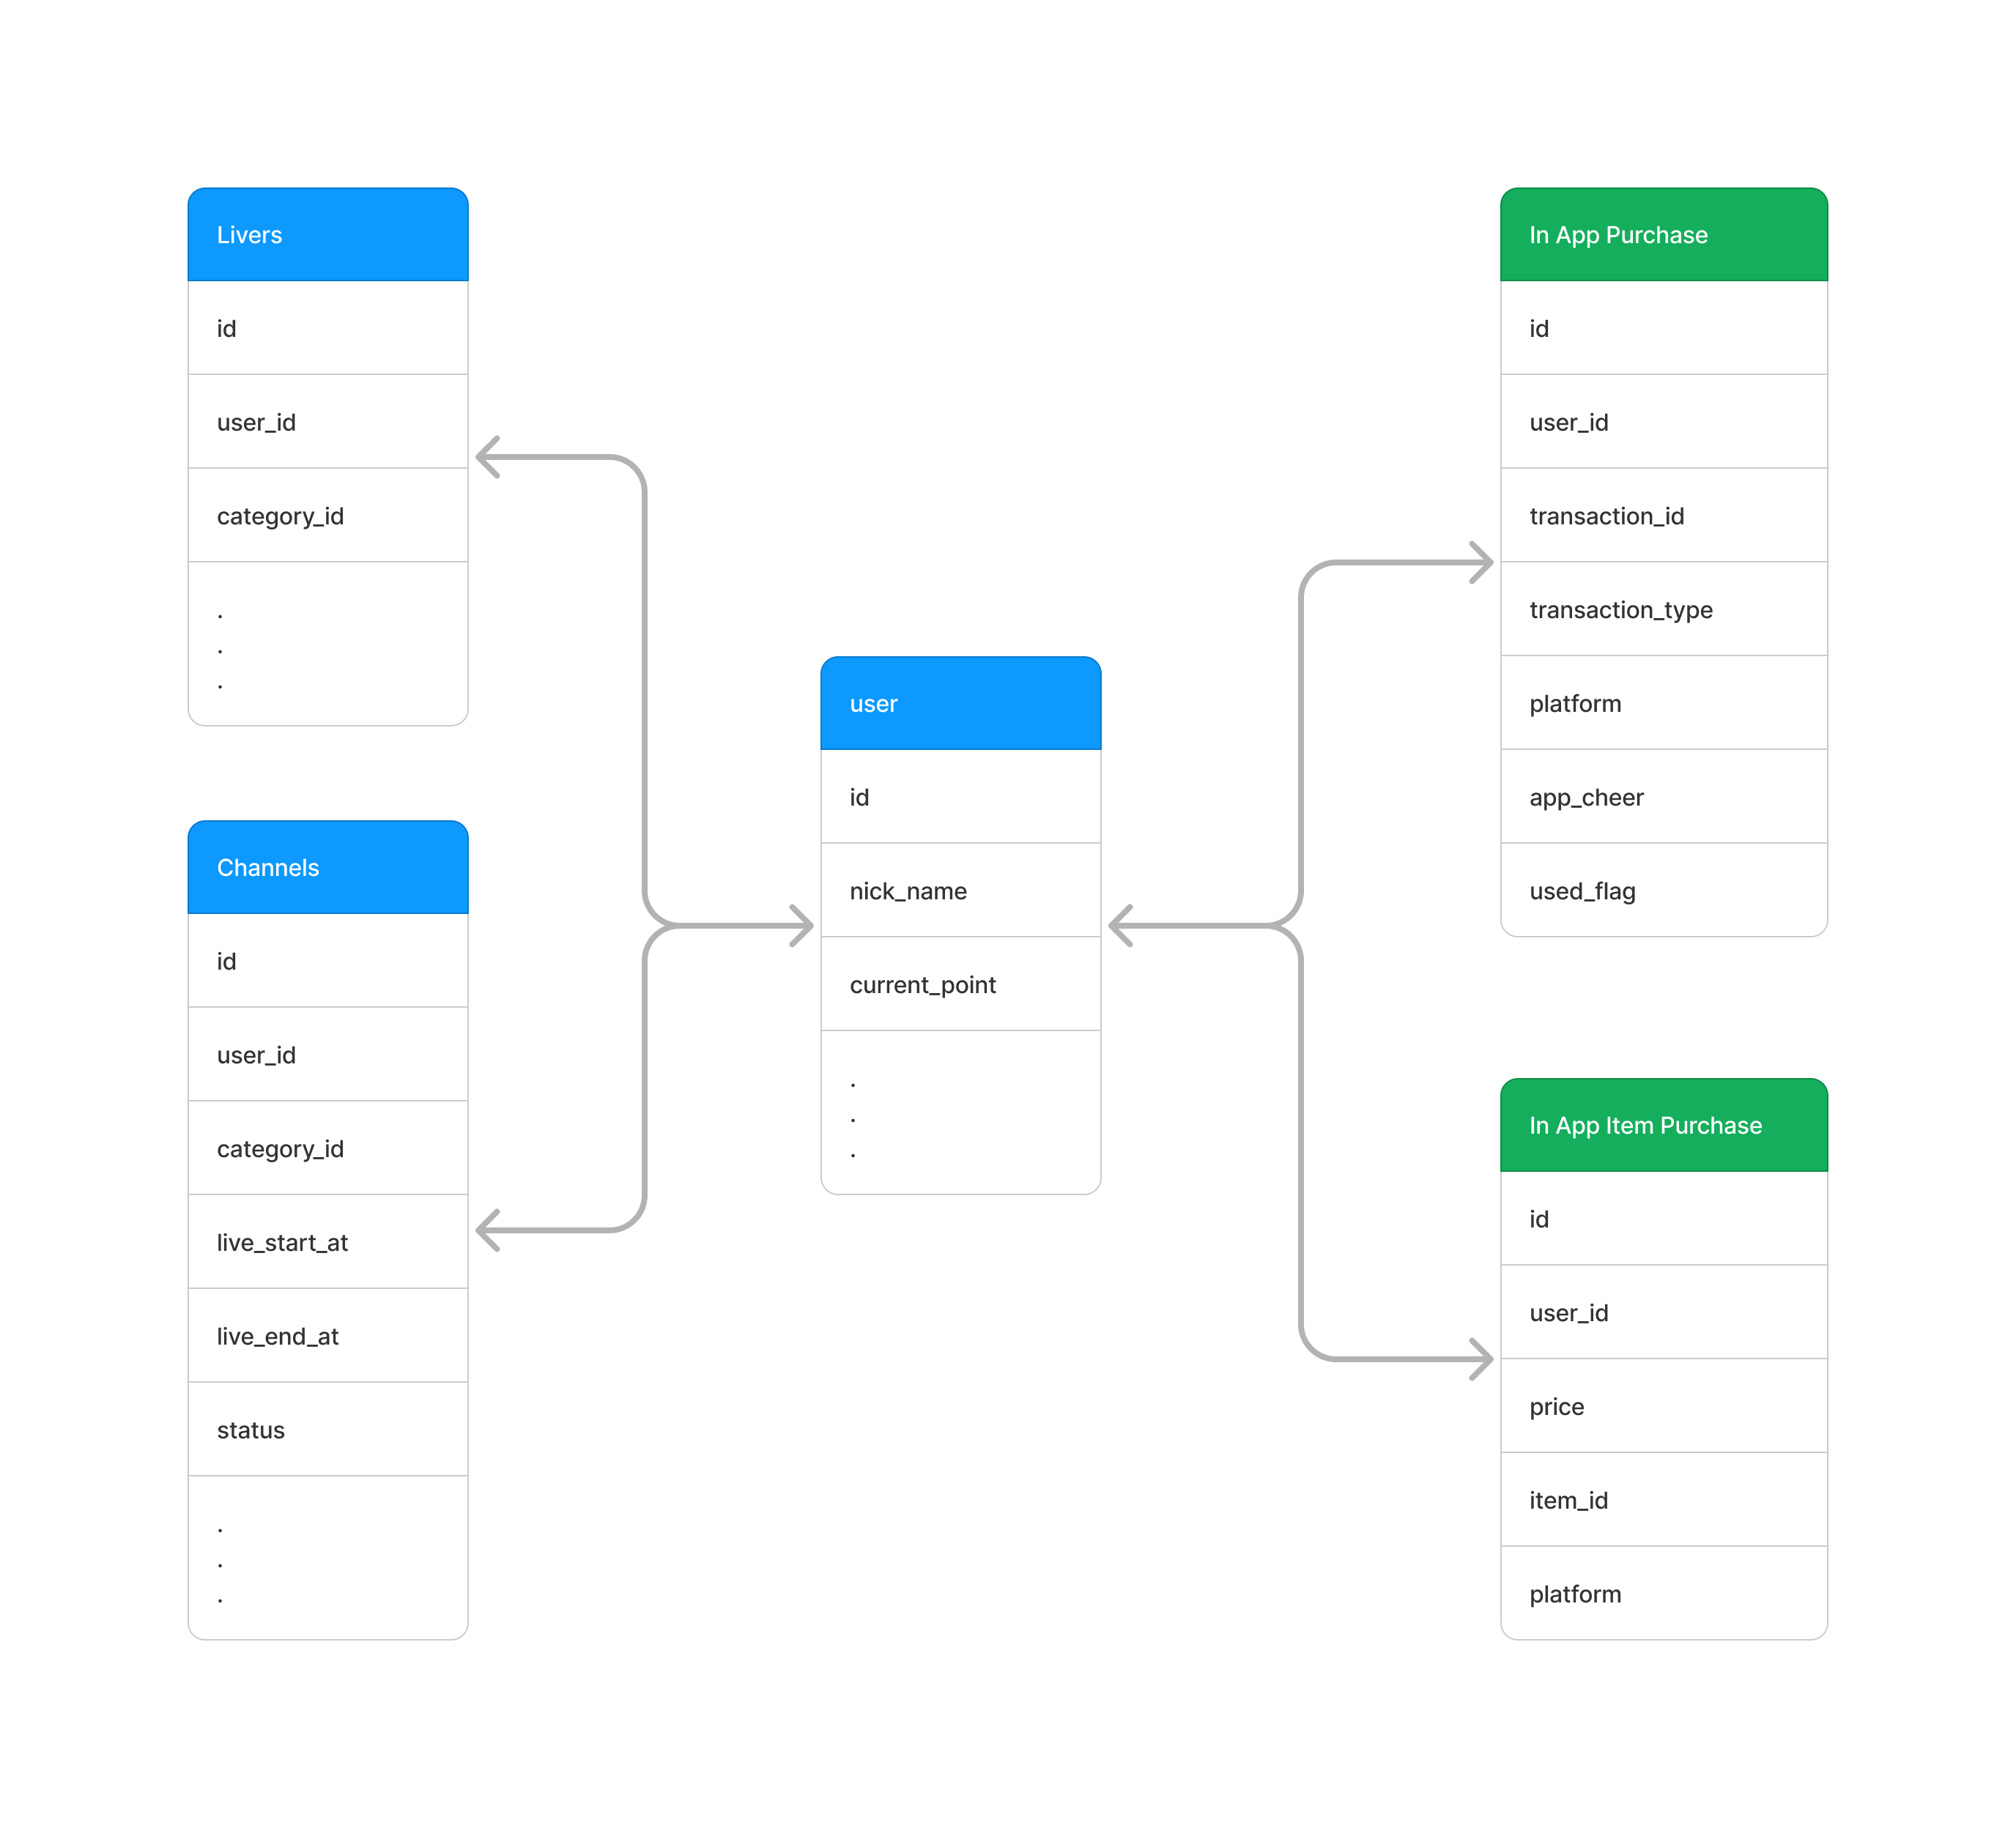 Livers
id
user_id
category_id
.
.
.
Channels
id
user_id
category_id
live_start_at
live_end_at
status
.
.
.
user
id
nick_name
current_point
.
.
.
In App Purchase
id
user_id
transaction_id
transaction_type
platform
app_cheer
used_flag
In App Item Purchase
id
user_id
price
item_id
platform